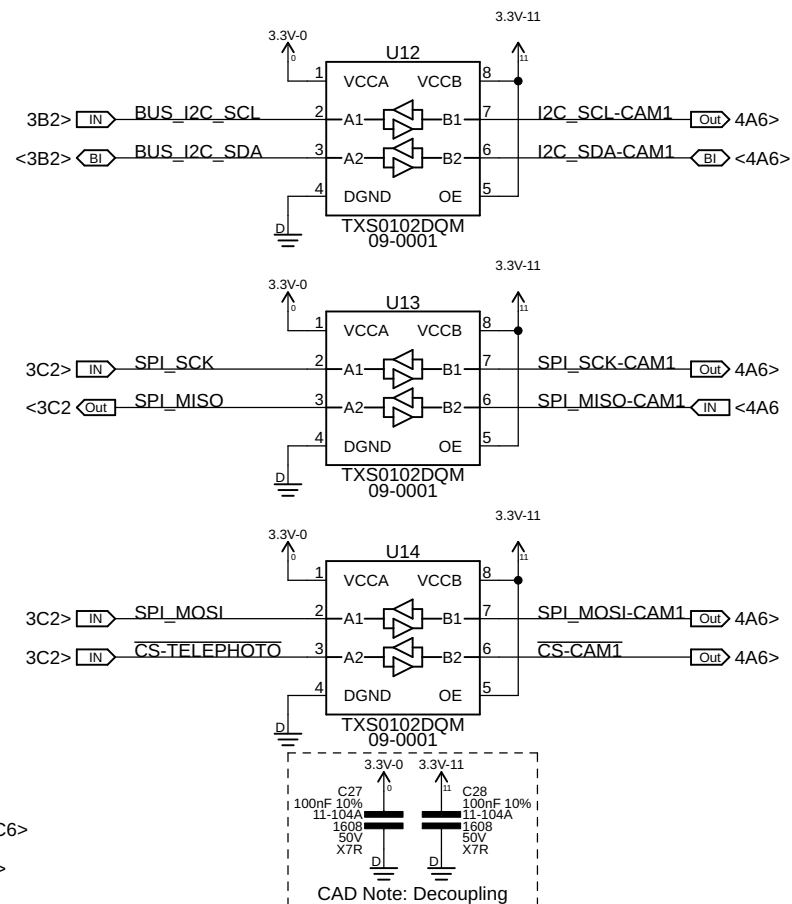 3.3V-11
3.3V-0
0
11
U12
1 VCCA VCCB 8
3B2> IN BUS_I2C_SCL 2 A1 B1 7 I2C_SCL-CAM1 Out 4A6>
<3B2> BI BUS_I2C_SDA 3 A2 B2 6 I2C_SDA-CAM1 BI <4A6>
4 DGND OE 5
D
TXS0102DQM
09-0001
3.3V-11
3.3V-0
0
11
U13
1 VCCA VCCB 8
3C2> IN SPI_SCK 2 A1 B1 7 SPI_SCK-CAM1 Out 4A6>
<3C2 Out SPI_MISO 3 A2 B2 6 SPI_MISO-CAM1 IN <4A6
4 DGND OE 5
D
TXS0102DQM
09-0001
3.3V-11
3.3V-0
0
11
U14
1 VCCA VCCB 8
3C2> IN SPI_MOSI 2 A1 B1 7 SPI_MOSI-CAM1 Out 4A6>
3C2> IN CS-TELEPHOTO 3 A2 B2 6 CS-CAM1 Out 4A6>
4 DGND OE 5
D
TXS0102DQM
09-0001
3.3V-0 3.3V-11
0 11
C27
100nF 10%
11-104A
1608
50V
X7R
D
C28
100nF 10%
11-104A
1608
50V
X7R
D
CAD Note: Decoupling
C6>
>